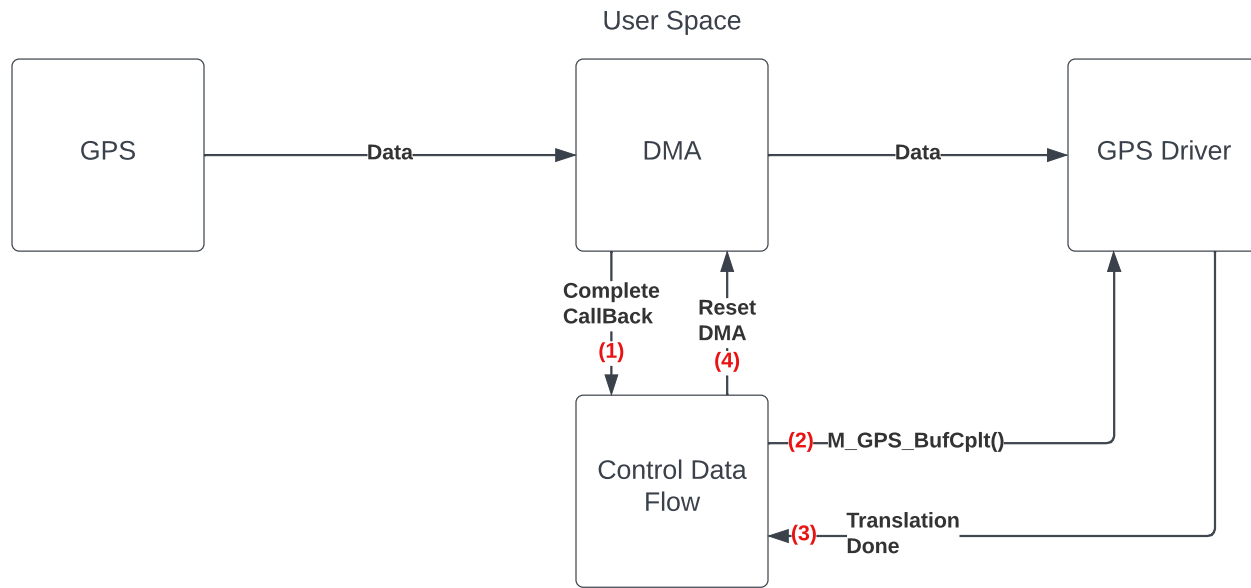 User Space
GPS
Data
DMA
Data
GPS Driver
Complete
CallBack
(1)
Reset
DMA
(4)
Control Data
Flow
(2)
M_GPS_BufCplt()
(3)
Translation
Done